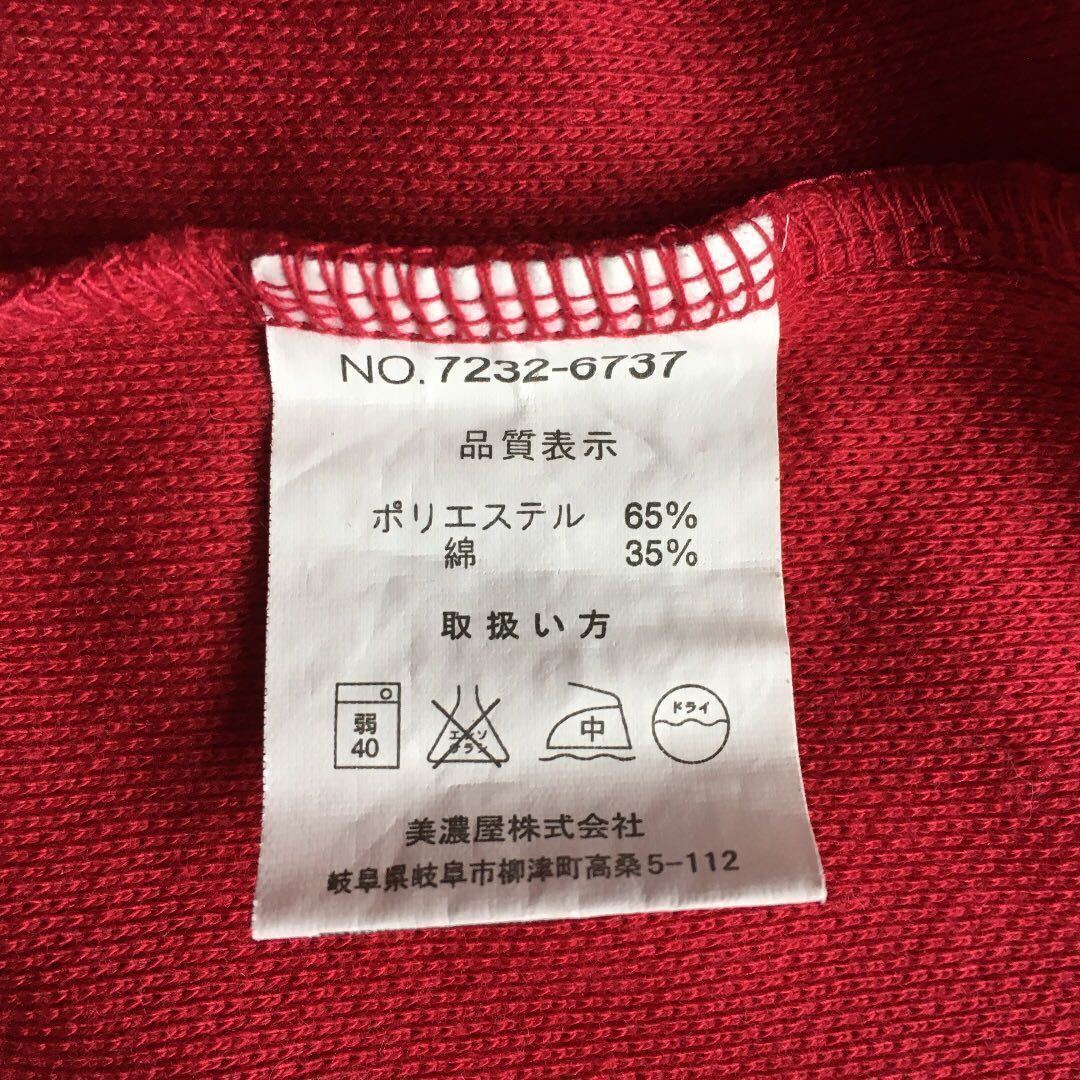 NO.7232-6737
品質表示
ポリエステル 65%
綿 35%
取扱い方
弱
40
エンソ
サラシ
中
ドライ
美濃屋株式会社
岐阜県岐阜市柳津町高桑5-112